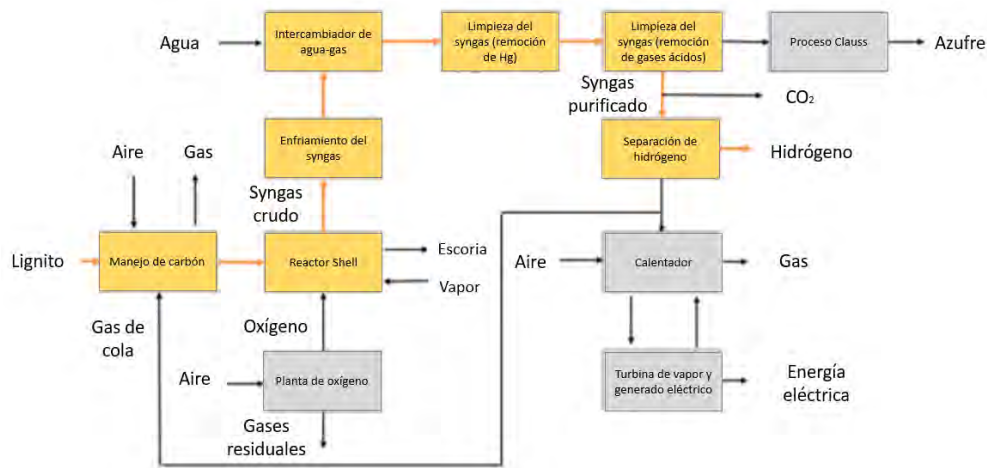 Agua
Intercambiador de
agua-gas
Limpieza del
syngas (remoción
de Hg)
Limpieza del
syngas (remoción
de gases ácidos)
Proceso Clauss
Azufre
Syngas
purificado
CO₂
Enfriamiento del
syngas
Separación de
hidrógeno
Hidrógeno
Aire
Gas
Syngas
crudo
Lignito
Manejo de carbón
Reactor Shell
Escoria
Vapor
Aire
Calentador
Gas
Gas de
cola
Oxígeno
Aire
Planta de oxígeno
Turbina de vapor y
generado eléctrico
Energía
eléctrica
Gases
residuales